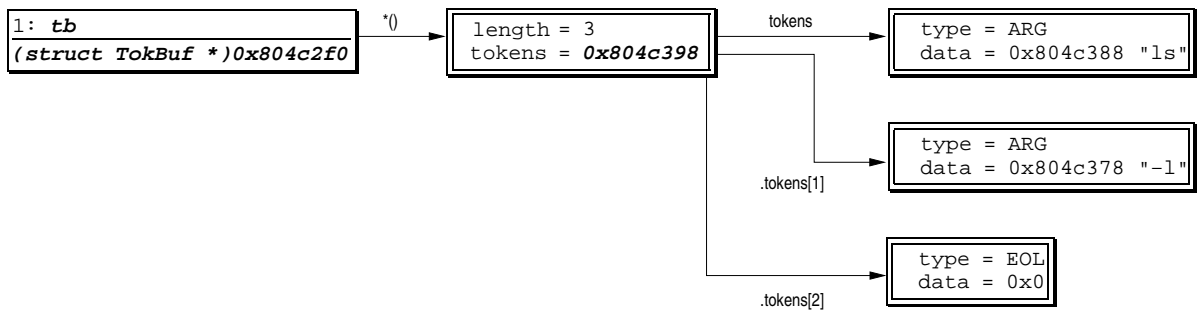 1: tb
(struct TokBuf *)0x804c2f0
*()
length = 3
tokens = 0x804c398
tokens
type = ARG
data = 0x804c388 "ls"
.tokens[1]
type = ARG
data = 0x804c378 "-l"
.tokens[2]
type = EOL
data = 0x0